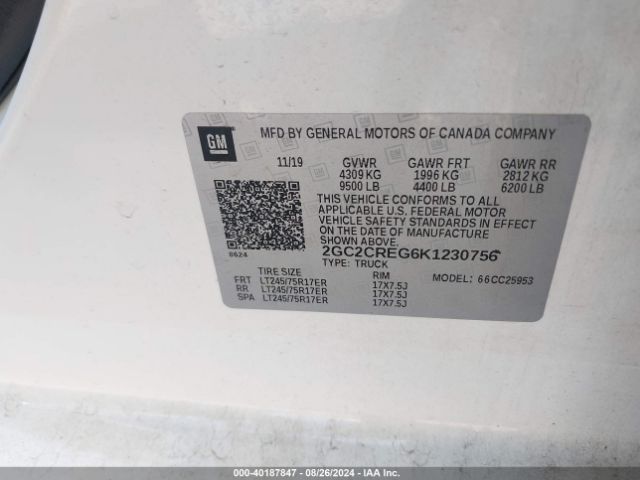 GM
MFD BY GENERAL MOTORS OF CANADA COMPANY
11/19 GVWR GAWR FRT GAWR RR
4309 KG 1996 KG 2812 KG
9500 LB 4400 LB 6200 LB
THIS VEHICLE CONFORMS TO ALL
APPLICABLE U.S. FEDERAL MOTOR
VEHICLE SAFETY STANDARDS IN EFFECT
ON THE DATE OF MANUFACTURE
SHOWN ABOVE.
8624
2GC2CREG6K1230756
TYPE: TRUCK
TIRE SIZE RIM MODEL: 66CC25953
FRT LT245/75R17ER 17X7.5J
RR LT245/75R17ER 17X7.5J
SPA LT245/75R17ER 17X7.5J
000-40187847 - 08/26/2024 - IAA Inc.